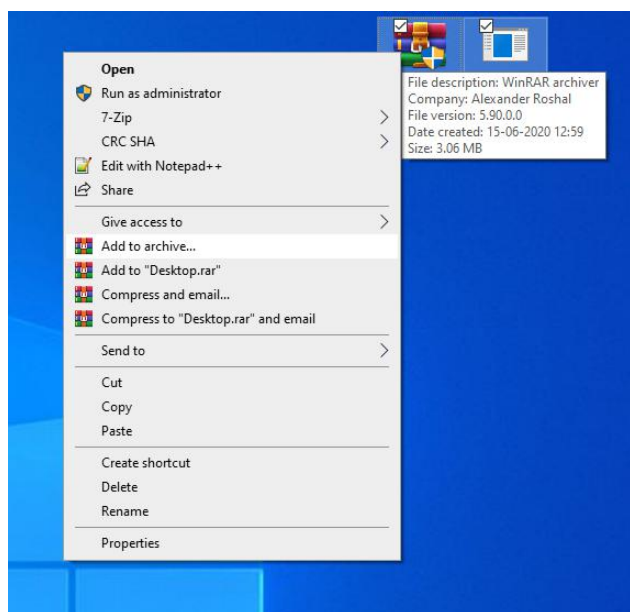 Open
Run as administrator
7-Zip
CRC SHA
Edit with Notepad++
Share
Give access to
Add to archive...
Add to "Desktop.rar"
Compress and email...
Compress to "Desktop.rar" and email
Send to
Cut
Copy
Paste
Create shortcut
Delete
Rename
Properties
File description: WinRAR archiver
Company: Alexander Roshal
File version: 5.90.0.0
Date created: 15-06-2020 12:59
Size: 3.06 MB